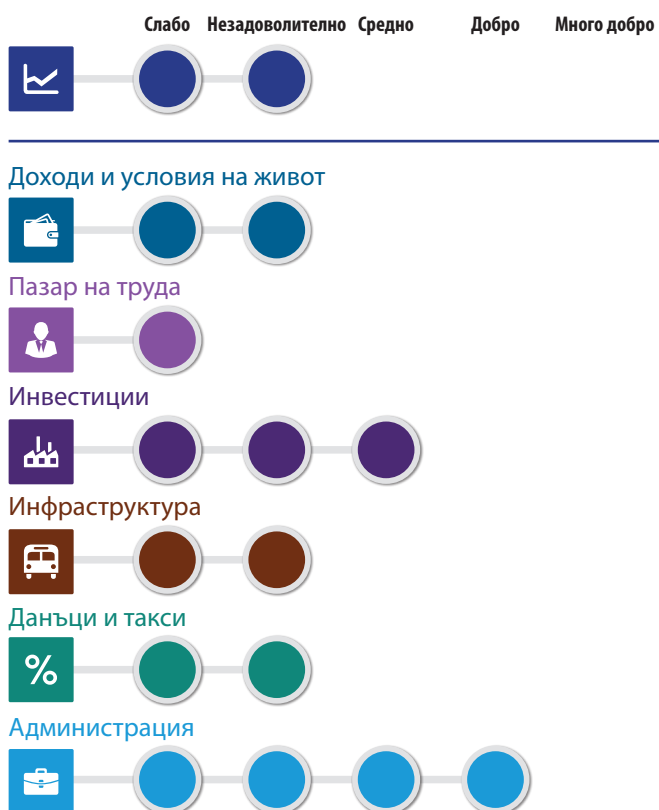 Слабо Незадоволително Средно Добро Много добро
Доходи и условия на живот
Пазар на труда
Инвестиции
Инфраструктура
Данъци и такси
%
Администрация